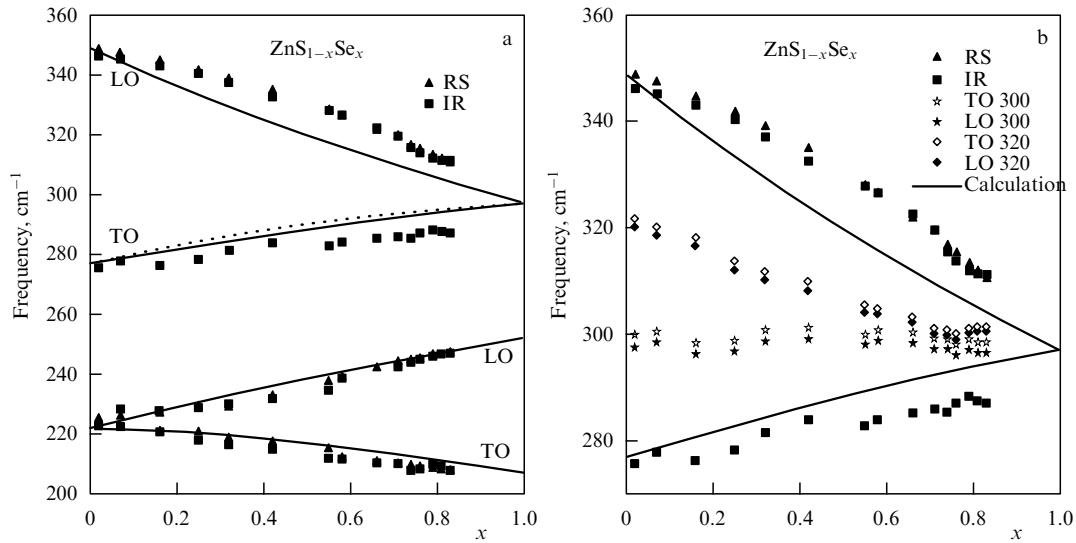 360
340
320
300
280
260
240
220
200
Frequency, cm−1
ZnS1−xSex
a
RS
IR
LO
TO
LO
TO
0
0.2
0.4
0.6
0.8
1.0
x
360
340
320
300
280
Frequency, cm−1
ZnS1−xSex
b
RS
IR
TO 300
LO 300
TO 320
LO 320
Calculation
0
0.2
0.4
0.6
0.8
1.0
x